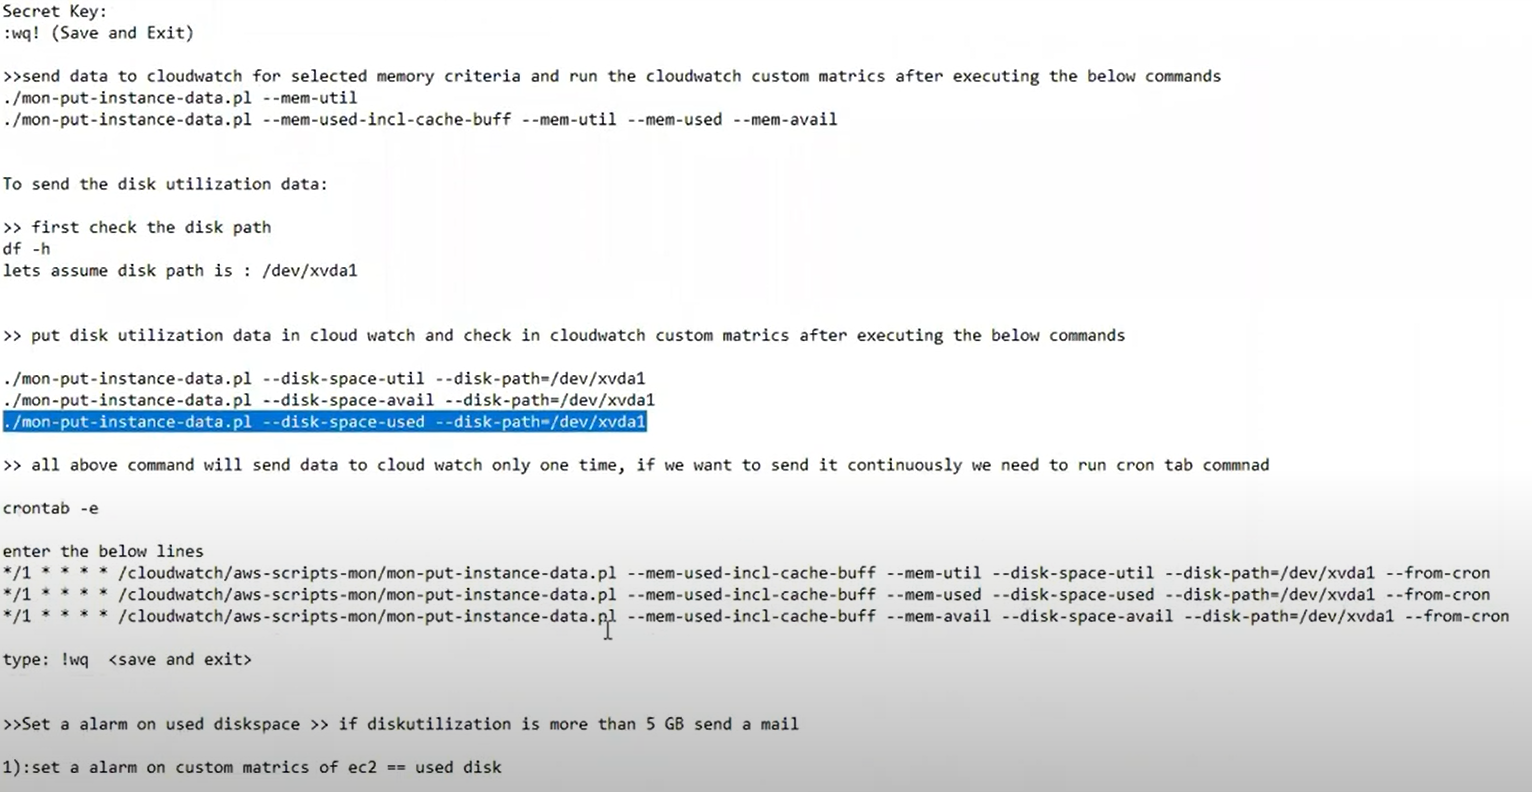 Secret Key:
:wq! (Save and Exit)
>>send data to cloudwatch for selected memory criteria and run the cloudwatch custom matrics after executing the below commands
./mon-put-instance-data.pl --mem-util
./mon-put-instance-data.pl --mem-used-incl-cache-buff --mem-util --mem-used --mem-avail
To send the disk utilization data:
>> first check the disk path
df -h
lets assume disk path is : /dev/xvda1
>> put disk utilization data in cloud watch and check in cloudwatch custom matrics after executing the below commands
./mon-put-instance-data.pl --disk-space-util --disk-path=/dev/xvda1
./mon-put-instance-data.pl --disk-space-avail --disk-path=/dev/xvda1
./mon-put-instance-data.pl --disk-space-used --disk-path=/dev/xvda1
>> all above command will send data to cloud watch only one time, if we want to send it continuously we need to run cron tab commnad
crontab -e
enter the below lines
*/1 * * * * /cloudwatch/aws-scripts-mon/mon-put-instance-data.pl --mem-used-incl-cache-buff --mem-util --disk-space-util --disk-path=/dev/xvda1 --from-cron
*/1 * * * * /cloudwatch/aws-scripts-mon/mon-put-instance-data.pl --mem-used-incl-cache-buff --mem-used --disk-space-used --disk-path=/dev/xvda1 --from-cron
*/1 * * * * /cloudwatch/aws-scripts-mon/mon-put-instance-data.pl --mem-used-incl-cache-buff --mem-avail --disk-space-avail --disk-path=/dev/xvda1 --from-cron
type: !wq <save and exit>
>>Set a alarm on used diskspace >> if diskutilization is more than 5 GB send a mail
1):set a alarm on custom matrics of ec2 == used disk